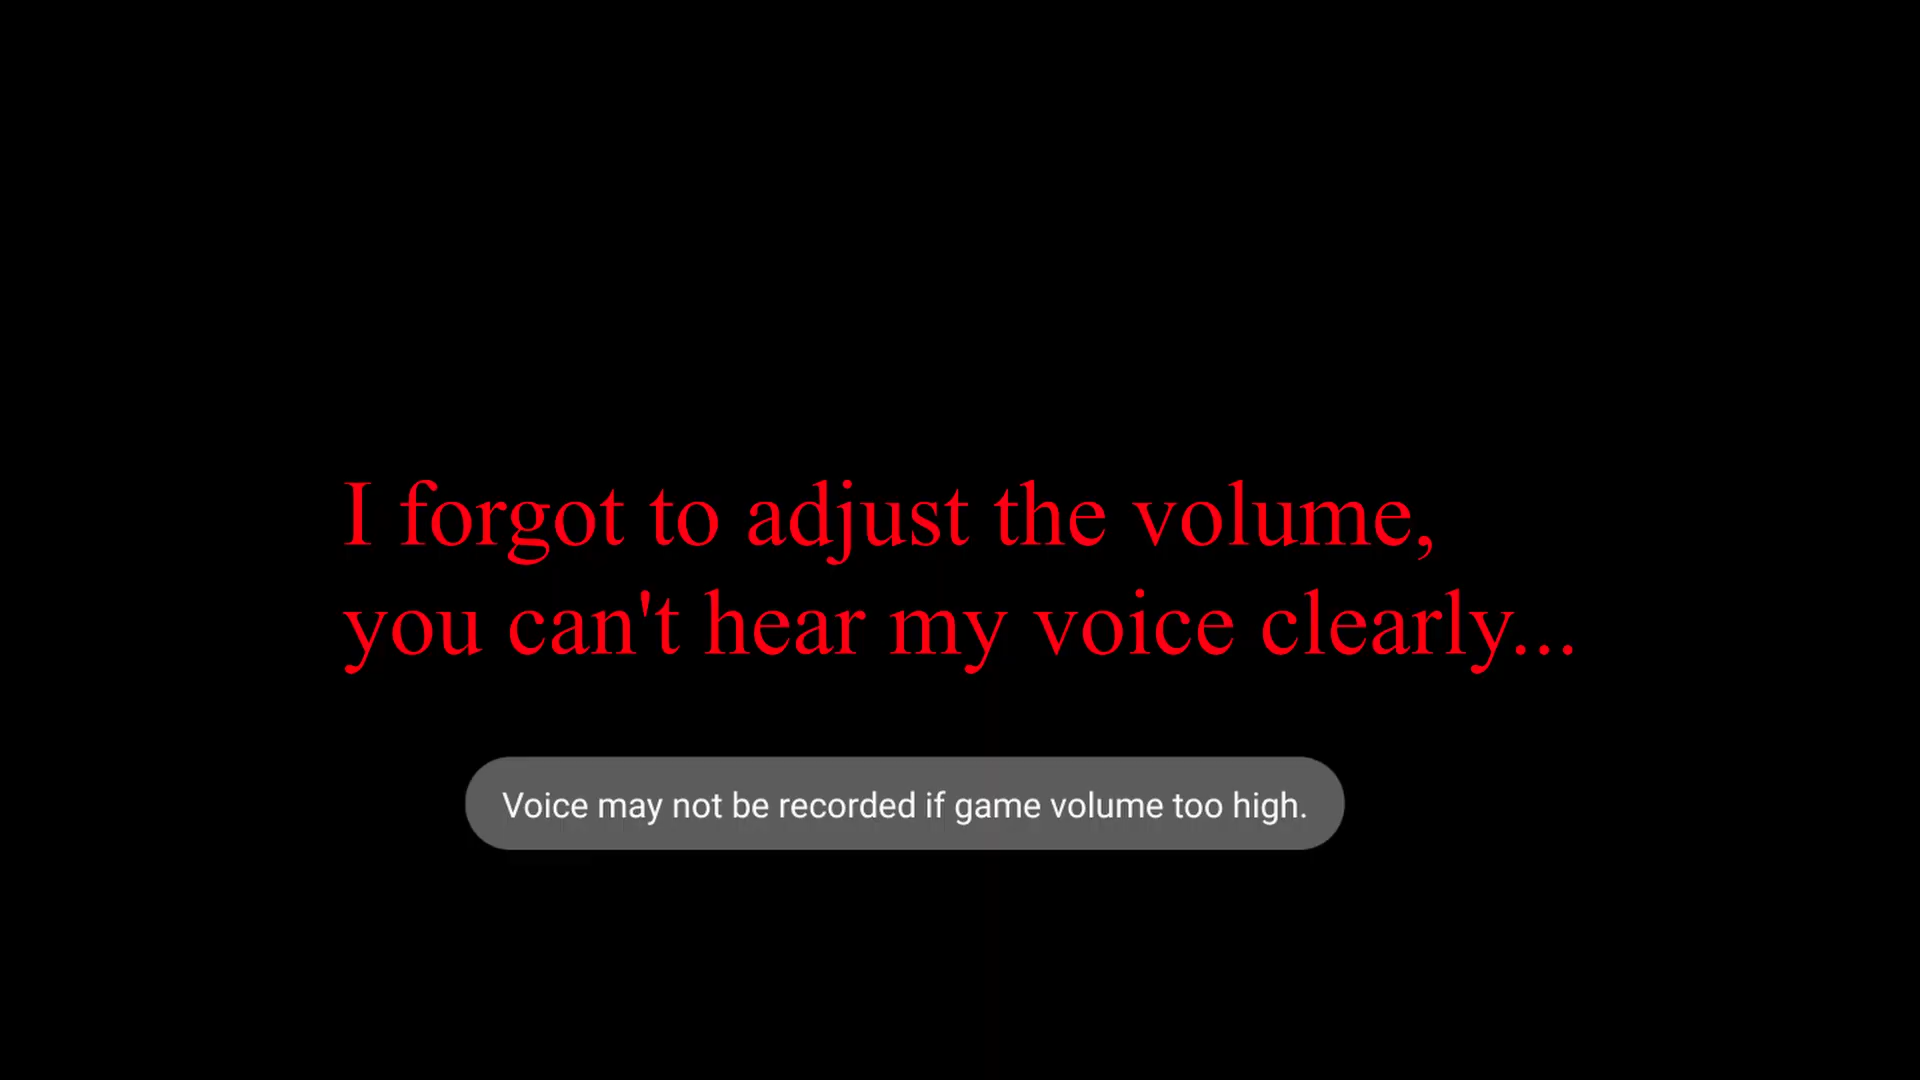 I forgot to adjust the volume,
you can't hear my voice clearly...
Voice may not be recorded if game volume too high.